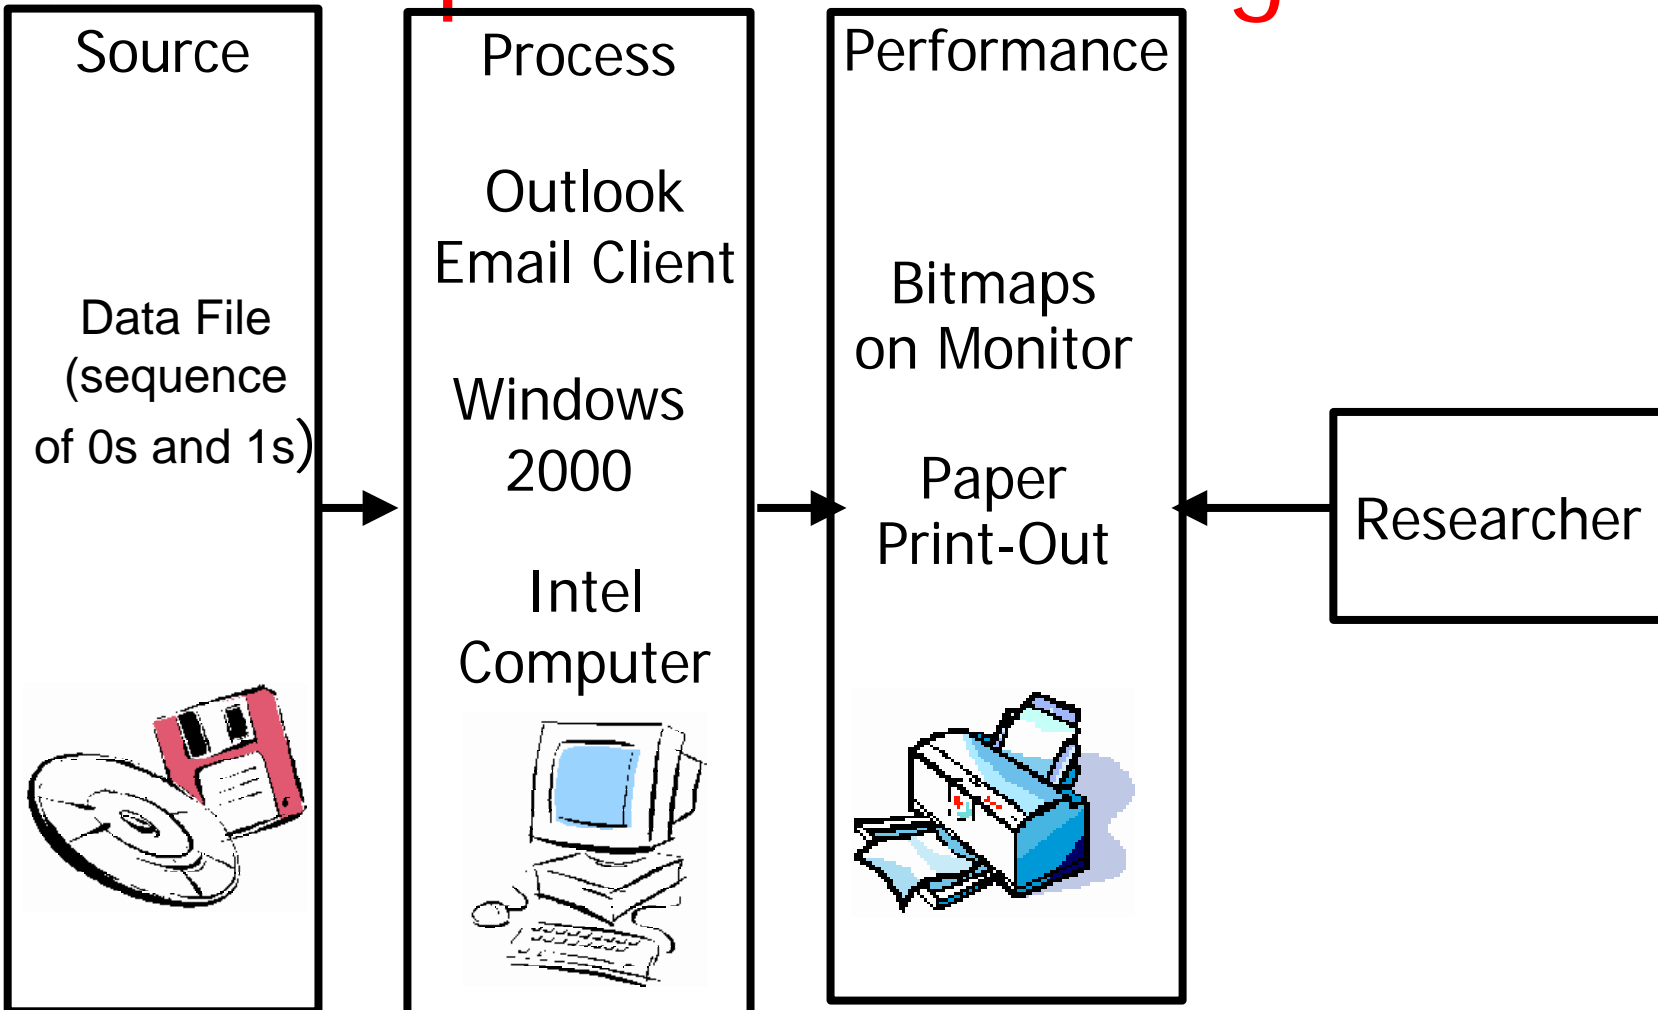 Source
Data File
(sequence
of 0s and 1s)
Process
Outlook
Email Client
Windows
2000
Intel
Computer
Performance
Bitmaps
on Monitor
Paper
Print-Out
Researcher